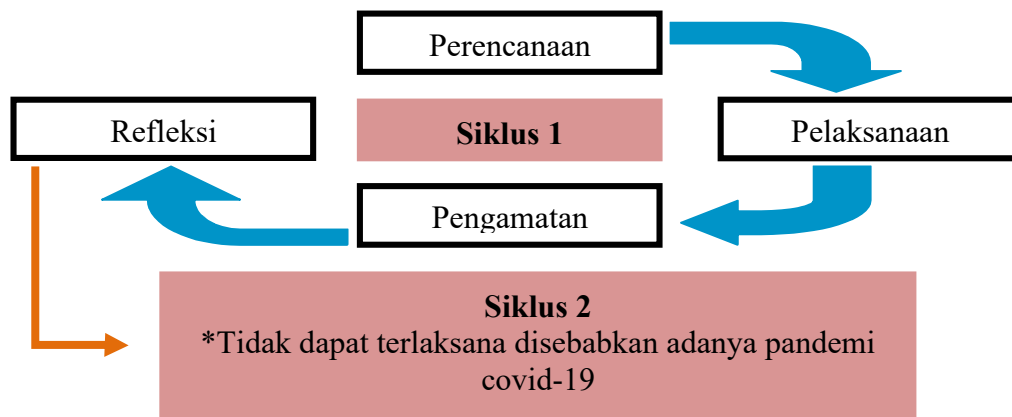 Perencanaan
Refleksi
Siklus 1
Pelaksanaan
Pengamatan
Siklus 2
*Tidak dapat terlaksana disebabkan adanya pandemi
covid-19